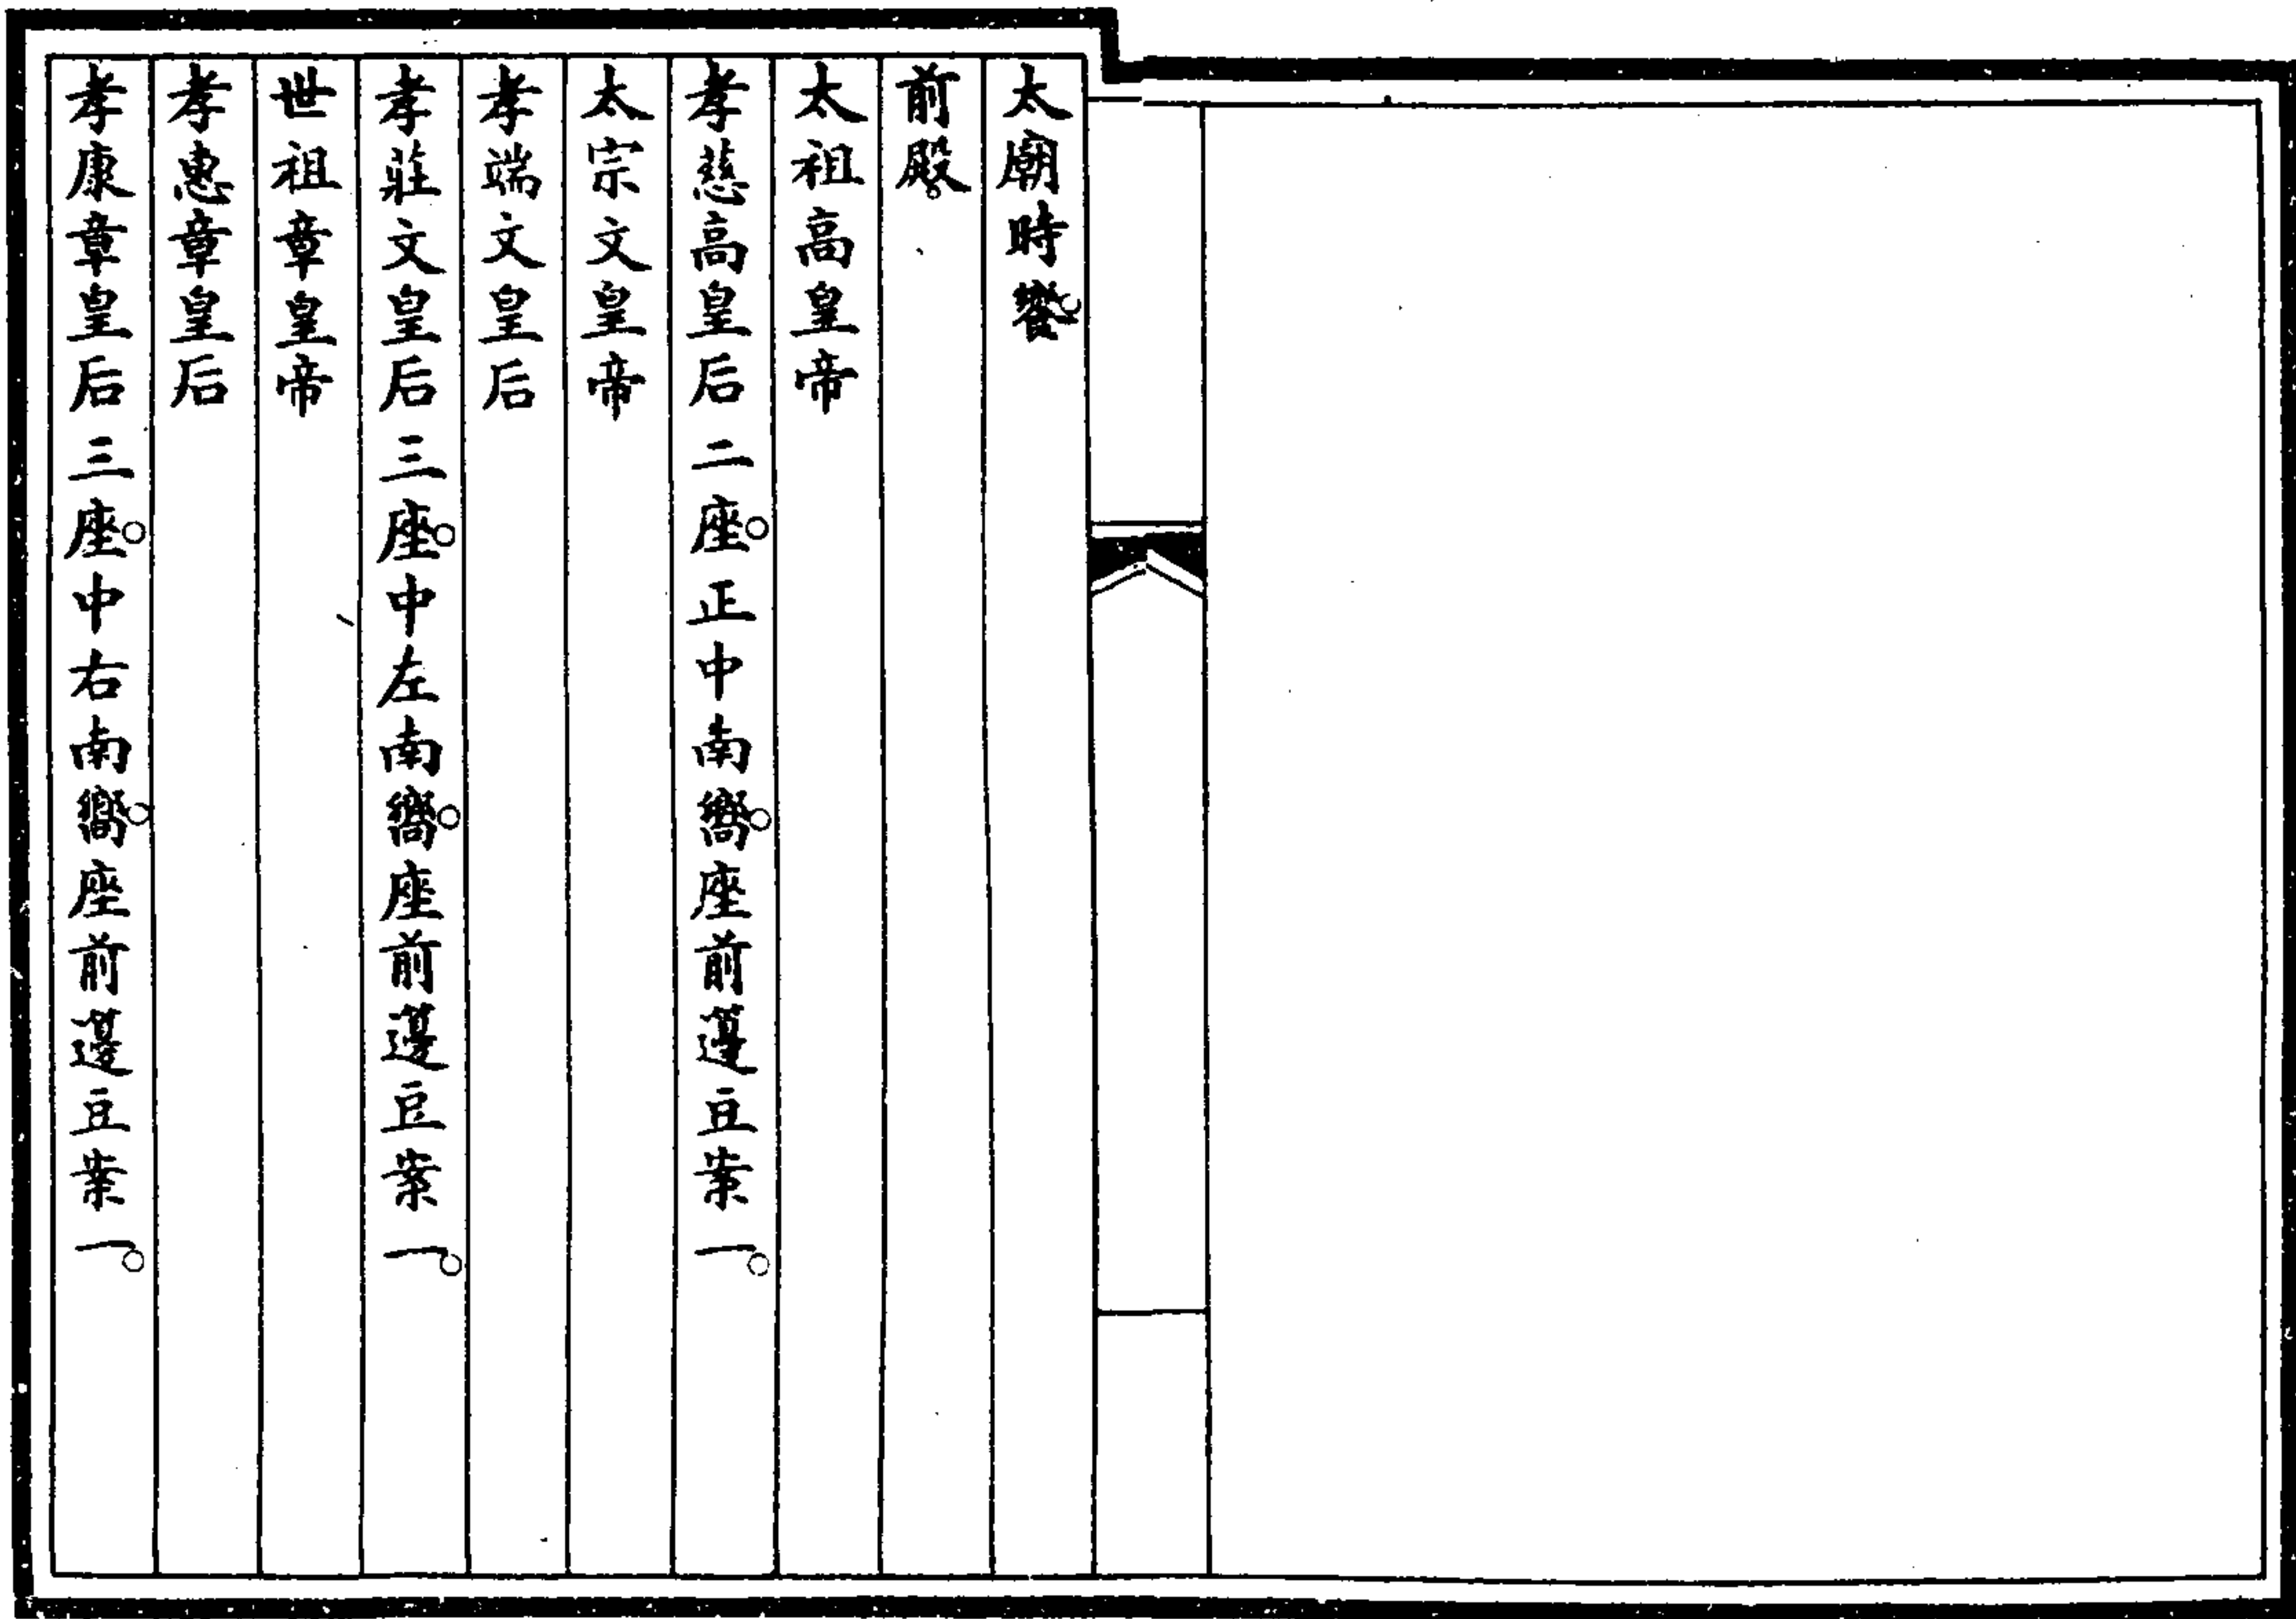 太廟時饗。
前殿。
太祖高皇帝
孝慈高皇后二座。正中南嚮。座前籩豆案一。
太宗文皇帝
孝端文皇后
孝莊文皇后三座。中左南嚮。座前籩豆案一。
世祖章皇帝
孝惠章皇后
孝康章皇后三座。中右南嚮。座前籩豆案一。